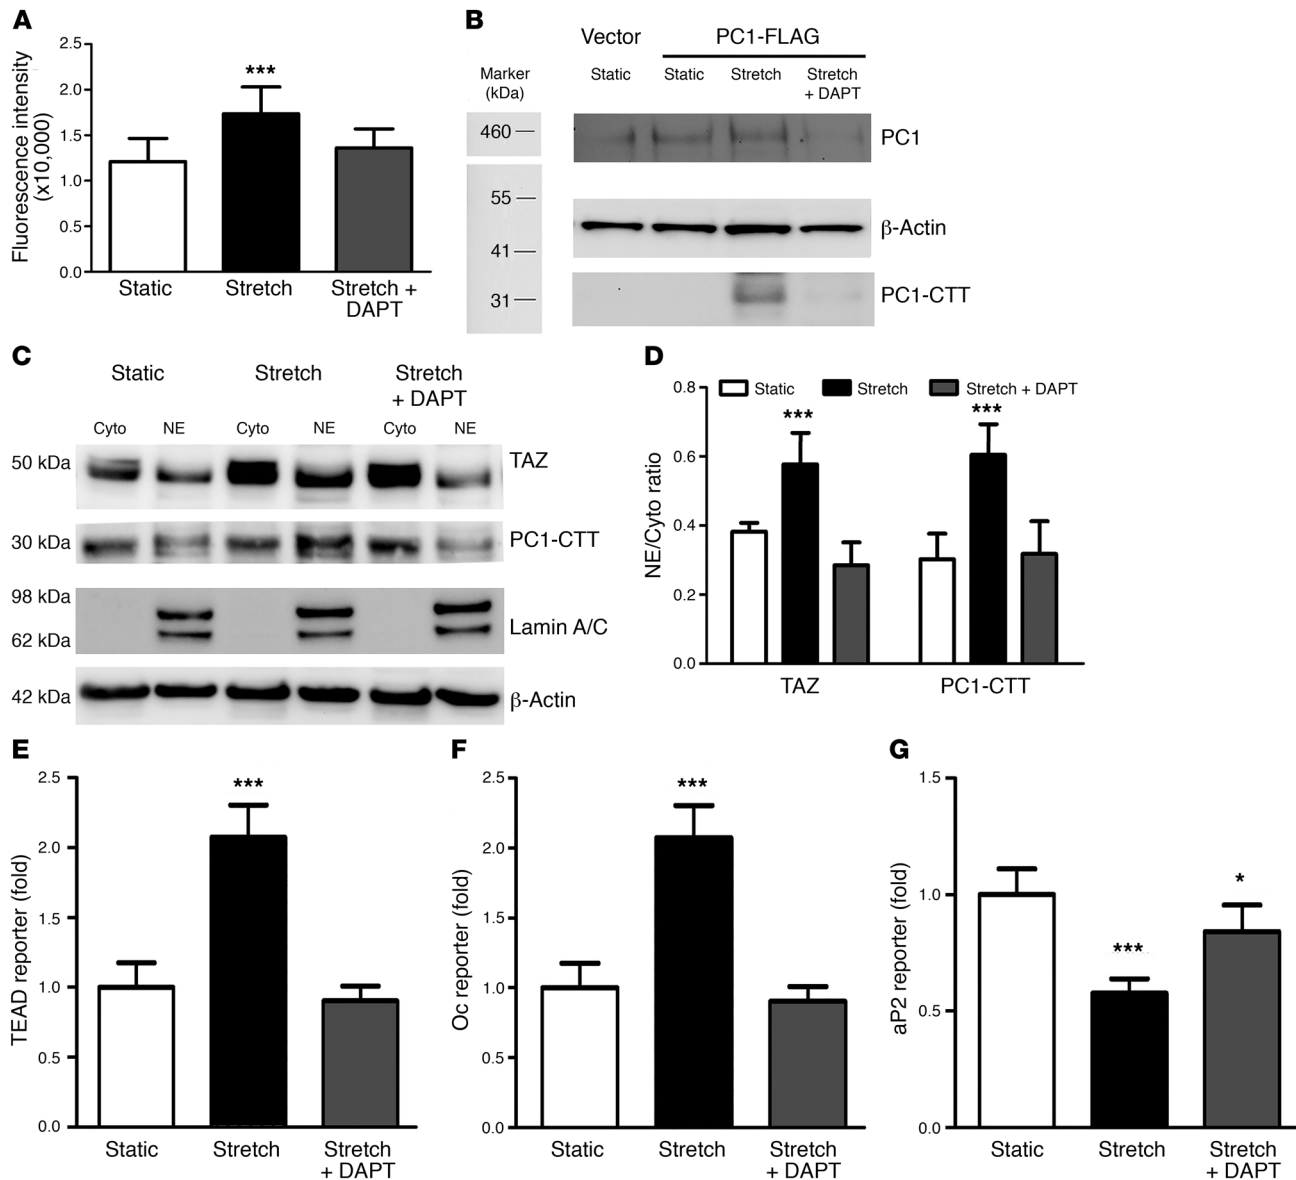 A
Fluorescence intensity
(x10,000)
2.5
2.0
1.5
1.0
0.5
0.0
***
Static
Stretch
Stretch +
DAPT
B
Vector
PC1-FLAG
Marker
(kDa)
Static
Static
Stretch
Stretch
+ DAPT
460
55
41
31
PC1
β-Actin
PC1-CTT
C
Static
Stretch
Stretch
+ DAPT
Cyto
NE
Cyto
NE
Cyto
NE
50 kDa
TAZ
30 kDa
PC1-CTT
98 kDa
62 kDa
Lamin A/C
42 kDa
β-Actin
D
NE/Cyto ratio
0.8
0.6
0.4
0.2
0.0
Static
Stretch
Stretch + DAPT
***
***
TAZ
PC1-CTT
E
TEAD reporter (fold)
2.5
2.0
1.5
1.0
0.5
0.0
***
Static
Stretch
Stretch
+ DAPT
F
Oc reporter (fold)
2.5
2.0
1.5
1.0
0.5
0.0
***
Static
Stretch
Stretch
+ DAPT
G
aP2 reporter (fold)
1.5
1.0
0.5
0.0
***
*
Static
Stretch
Stretch
+ DAPT